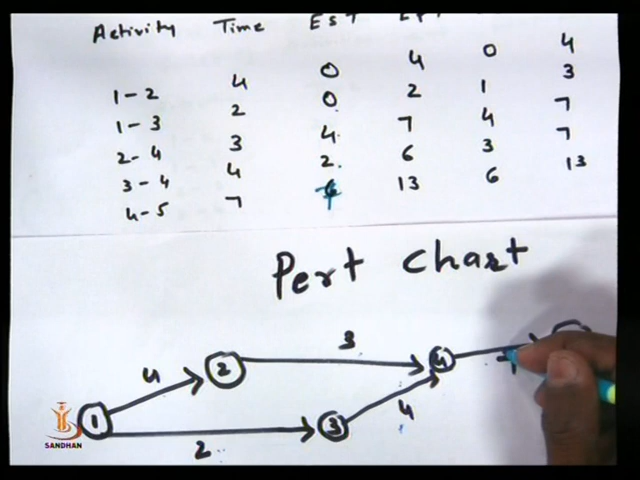 Activity Time EST EFT
1-2 4 0 4 0 4
1-3 2 0 2 1 3
2-4 3 4 7 4 7
3-4 4 2 6 3 7
4-5 7 13 6 13
Pert Chart
4 2 3 4
1 3 4
2
SANDHAN